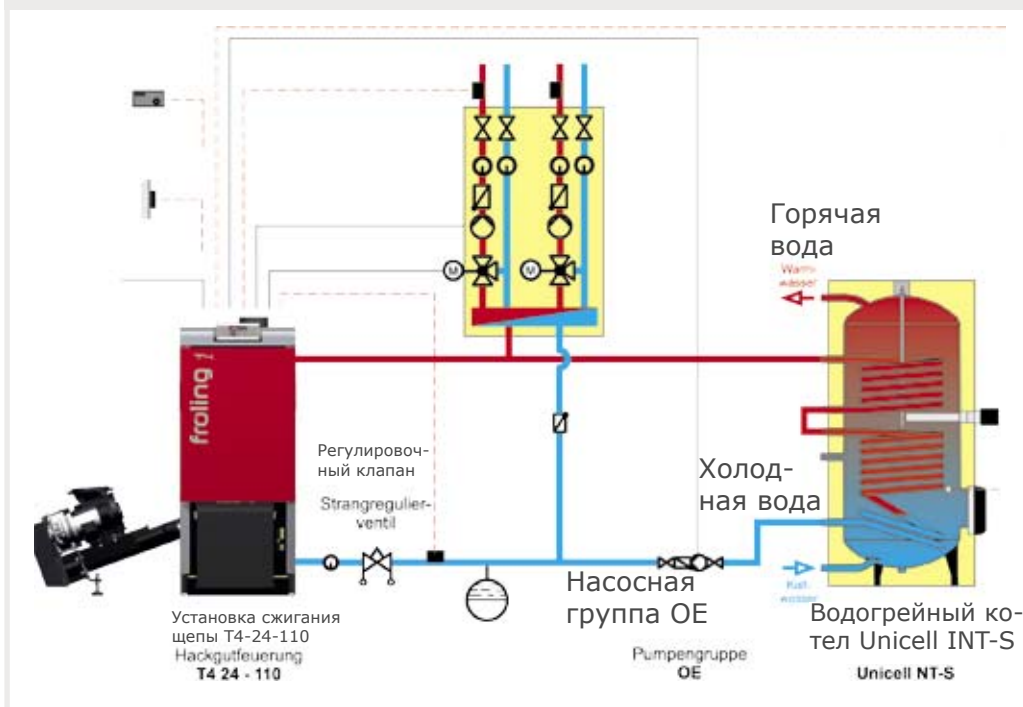 Горячая
вода
Warm-
wasser
froling
M
M
Регулировоч-
ный клапан
Strangregulier-
ventil
Холод-
ная вода
Насосная
группа OE
Kalt-
wasser
Установка сжигания
щепы T4-24-110
Hackgutfeuerung
T4 24 - 110
Pumpengruppe
OE
Водогрейный ко-
тел Unicell INT-S
Unicell NT-S